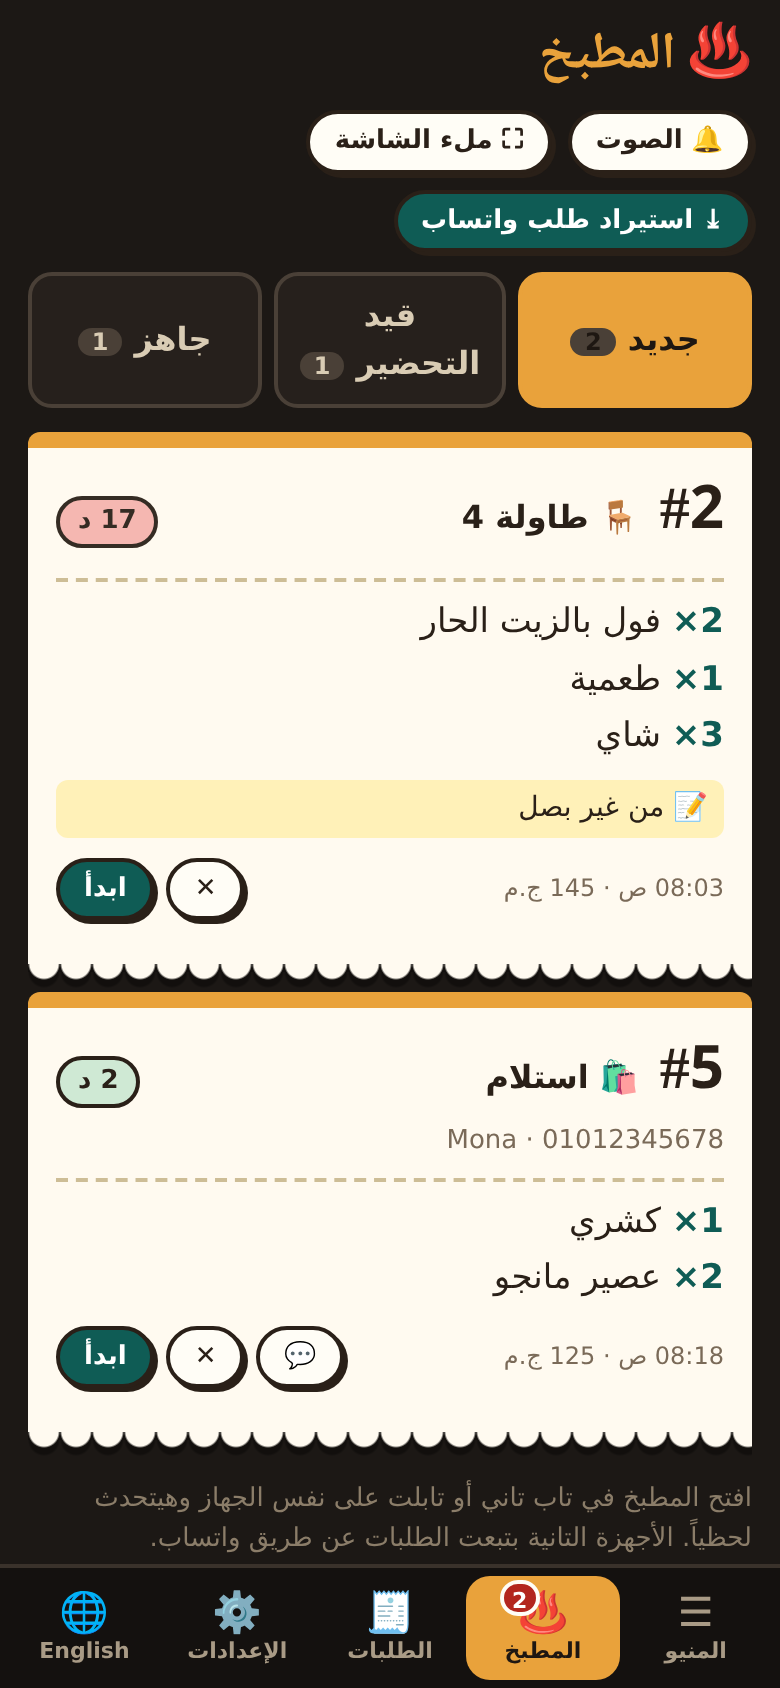 ♨️ المطبخ
🔔 الصوت
⛶ ملء الشاشة
⤓ استيراد طلب واتساب
جديد 2
قيد
التحضير 1
جاهز 1
#2 🪑 طاولة 4
17 د
×2 فول بالزيت الحار
×1 طعمية
×3 شاي
📝 من غير بصل
08:03 ص · 145 ج.م
✕
ابدأ
#5 🛍️ استلام
2 د
Mona · 01012345678
×1 كشري
×2 عصير مانجو
08:18 ص · 125 ج.م
💬
✕
ابدأ
افتح المطبخ في تاب تاني أو تابلت على نفس الجهاز وهيتحدث
لحظياً. الأجهزة التانية بتبعت الطلبات عن طريق واتساب.
☰
المنيو
2
المطبخ
الطلبات
الإعدادات
English